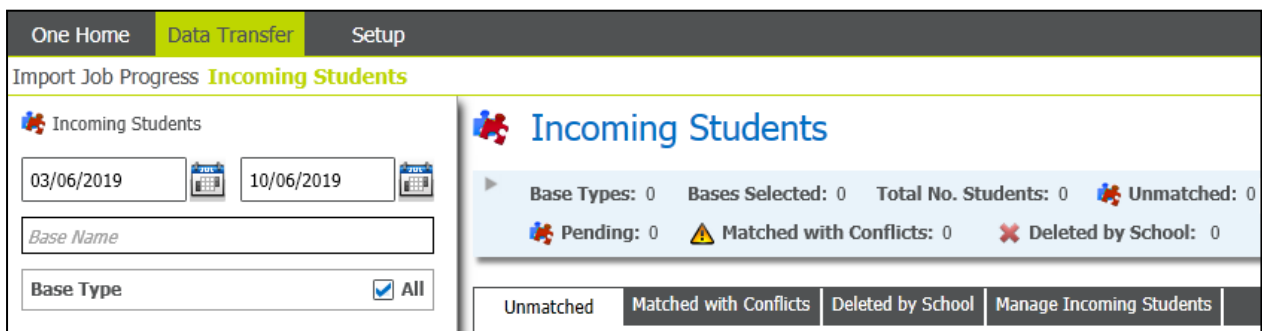 One Home Data Transfer Setup
Import Job Progress Incoming Students
Incoming Students
03/06/2019 10/06/2019
Base Name
Base Type All
Incoming Students
Base Types: 0 Bases Selected: 0 Total No. Students: 0 Unmatched: 0
Pending: 0 Matched with Conflicts: 0 Deleted by School: 0
Unmatched Matched with Conflicts Deleted by School Manage Incoming Students